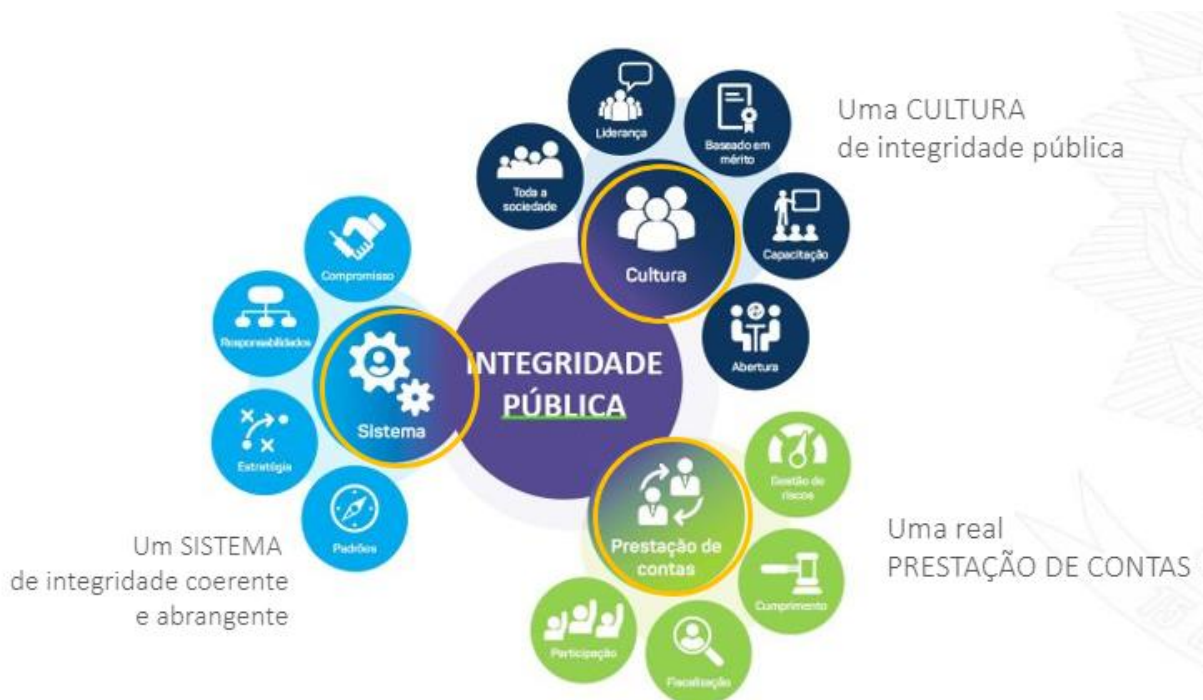 Uma CULTURA
de integridade pública
Liderança
Baseado em
mérito
Toda a
sociedade
Capacitação
Cultura
Abertura
Compromisso
Responsabilidades
Sistema
Estratégia
Padrões
INTEGRIDADE
PÚBLICA
Um SISTEMA
de integridade coerente
e abrangente
Gestão de
riscos
Prestação de
contas
Cumprimento
Participação
Fiscalização
Uma real
PRESTAÇÃO DE CONTAS